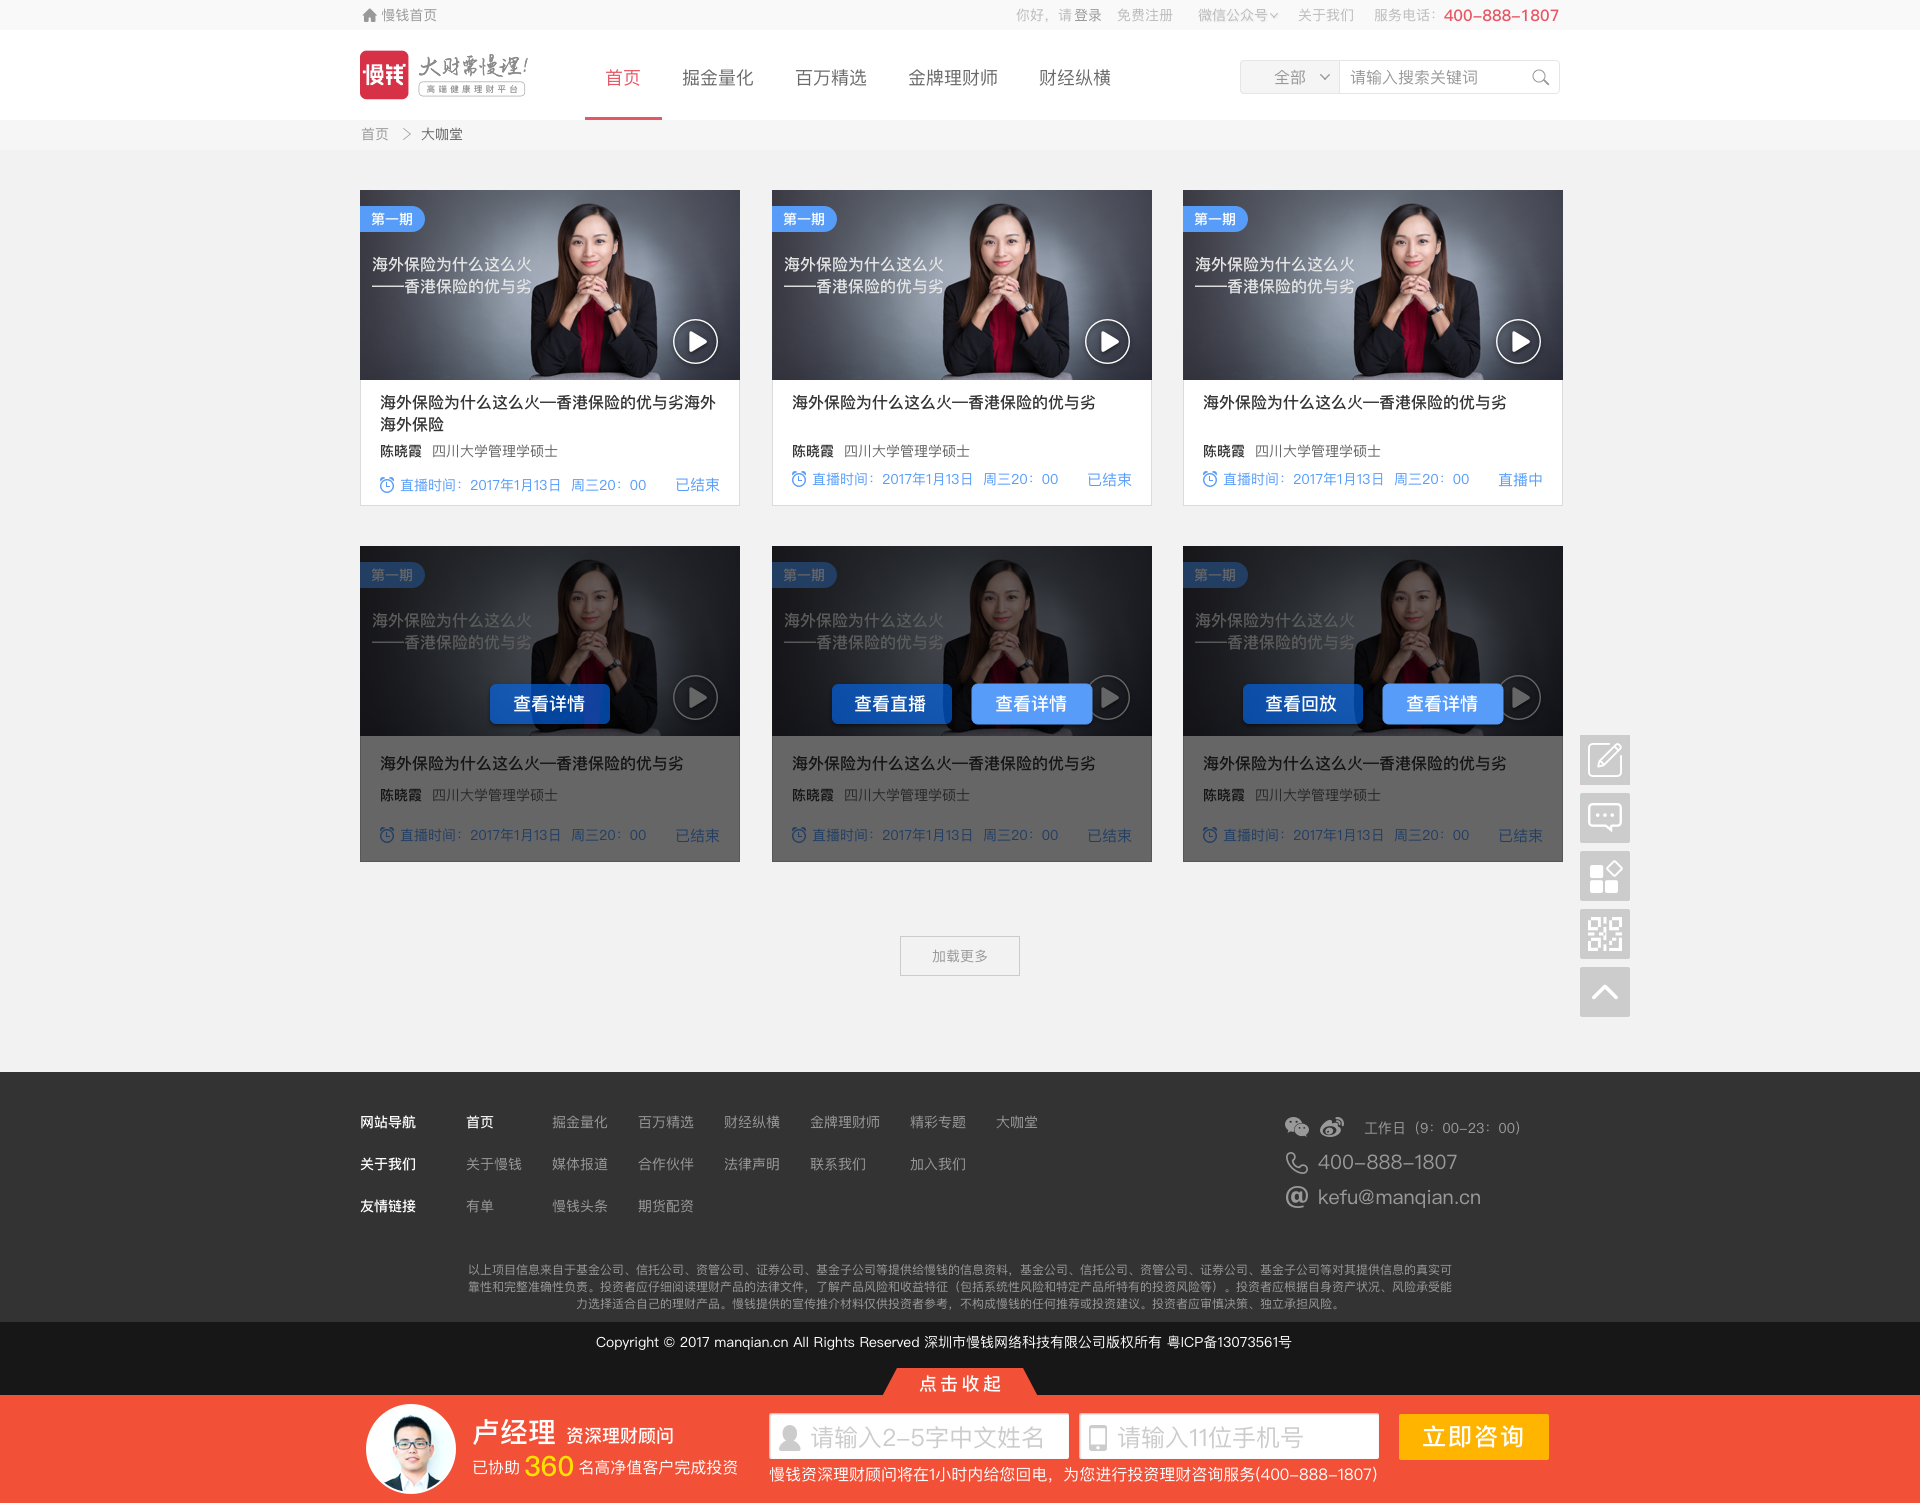 慢钱首页
你好，请登录 免费注册 微信公众号 关于我们 服务电话：400-888-1807
慢钱 大财需慢理！
高端健康理财平台
首页 掘金量化 百万精选 金牌理财师 财经纵横
全部 请输入搜索关键词
首页 > 大咖堂
第一期
海外保险为什么这么火
——香港保险的优与劣
海外保险为什么这么火—香港保险的优与劣海外
海外保险
陈晓霞 四川大学管理学硕士
直播时间：2017年1月13日 周三20：00 已结束
第一期
海外保险为什么这么火
——香港保险的优与劣
海外保险为什么这么火—香港保险的优与劣
陈晓霞 四川大学管理学硕士
直播时间：2017年1月13日 周三20：00 已结束
第一期
海外保险为什么这么火
——香港保险的优与劣
海外保险为什么这么火—香港保险的优与劣
陈晓霞 四川大学管理学硕士
直播时间：2017年1月13日 周三20：00 直播中
第一期
海外保险为什么这么火
——香港保险的优与劣
查看详情
海外保险为什么这么火—香港保险的优与劣
陈晓霞 四川大学管理学硕士
直播时间：2017年1月13日 周三20：00 已结束
第一期
海外保险为什么这么火
——香港保险的优与劣
查看直播 查看详情
海外保险为什么这么火—香港保险的优与劣
陈晓霞 四川大学管理学硕士
直播时间：2017年1月13日 周三20：00 已结束
第一期
海外保险为什么这么火
——香港保险的优与劣
查看回放 查看详情
海外保险为什么这么火—香港保险的优与劣
陈晓霞 四川大学管理学硕士
直播时间：2017年1月13日 周三20：00 已结束
加载更多
网站导航 首页 掘金量化 百万精选 财经纵横 金牌理财师 精彩专题 大咖堂
关于我们 关于慢钱 媒体报道 合作伙伴 法律声明 联系我们 加入我们
友情链接 有单 慢钱头条 期货配资
工作日（9：00-23：00）
400-888-1807
kefu@manqian.cn
以上项目信息来自于基金公司、信托公司、资管公司、证券公司、基金子公司等提供给慢钱的信息资料，基金公司、信托公司、资管公司、证券公司、基金子公司等对其提供信息的真实可
靠性和完整准确性负责。投资者应仔细阅读理财产品的法律文件，了解产品风险和收益特征（包括系统性风险和特定产品所特有的投资风险等）。投资者应根据自身资产状况、风险承受能
力选择适合自己的理财产品。慢钱提供的宣传推介材料仅供投资者参考，不构成慢钱的任何推荐或投资建议。投资者应审慎决策、独立承担风险。
Copyright © 2017 manqian.cn All Rights Reserved 深圳市慢钱网络科技有限公司版权所有 粤ICP备13073561号
点击收起
卢经理 资深理财顾问
已协助 360 名高净值客户完成投资
请输入2-5字中文姓名 请输入11位手机号 立即咨询
慢钱资深理财顾问将在1小时内给您回电，为您进行投资理财咨询服务(400-888-1807)